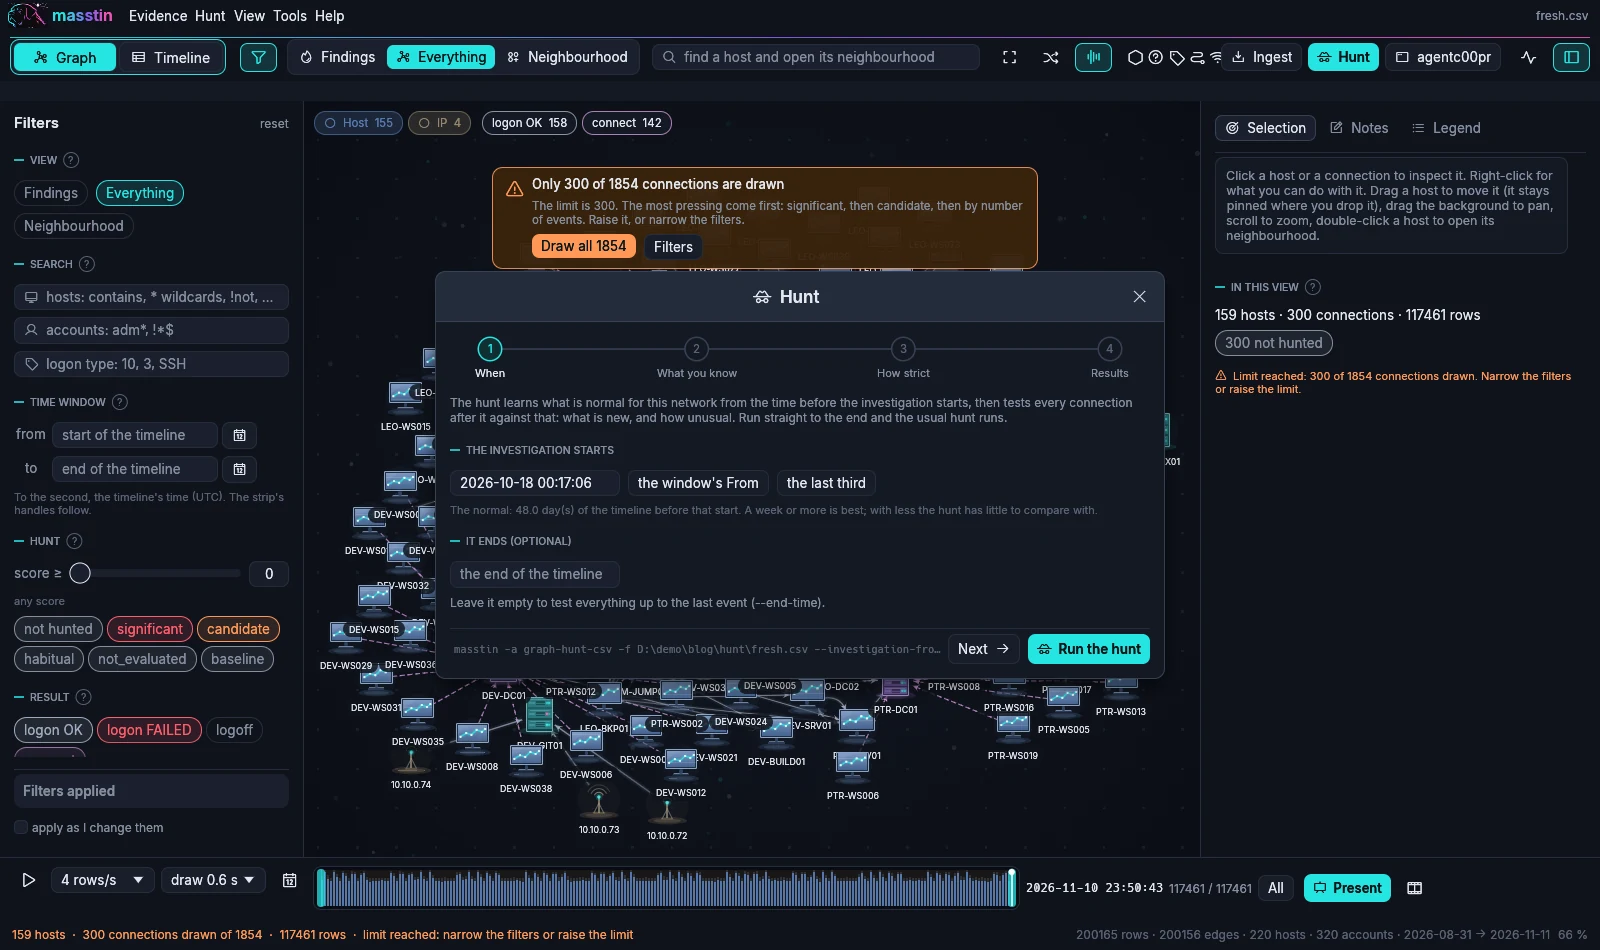 masstin Evidence Hunt View Tools Help fresh.csv
Graph Timeline Findings Everything Neighbourhood find a host and open its neighbourhood Ingest Hunt agentc00pr
Filters reset
VIEW ?
Findings Everything
Neighbourhood
SEARCH ?
hosts: contains, * wildcards, !not, ...
accounts: adm*, !*$
logon type: 10, 3, SSH
TIME WINDOW ?
from start of the timeline
to end of the timeline
To the second, the timeline's time (UTC). The strip's
handles follow.
HUNT ?
score ≥ 0
any score
not hunted significant candidate
habitual not_evaluated baseline
RESULT ?
logon OK logon FAILED logoff
Filters applied
apply as I change them
Host 155 IP 4 logon OK 158 connect 142
Only 300 of 1854 connections are drawn
The limit is 300. The most pressing come first: significant, then candidate, then by number
of events. Raise it, or narrow the filters.
Draw all 1854 Filters
Hunt
1 2 3 4
When What you know How strict Results
The hunt learns what is normal for this network from the time before the investigation starts, then tests every connection
after it against that: what is new, and how unusual. Run straight to the end and the usual hunt runs.
THE INVESTIGATION STARTS
2026-10-18 00:17:06 the window's From the last third
The normal: 48.0 day(s) of the timeline before that start. A week or more is best; with less the hunt has little to compare with.
IT ENDS (OPTIONAL)
the end of the timeline
Leave it empty to test everything up to the last event (--end-time).
masstin -a graph-hunt-csv -f D:\demo\blog\hunt\fresh.csv --investigation-fro... Next → Run the hunt
LEO-
LEO-WS015
DEV-WS032
DEV-WS015
DEV-WS029 DEV-WS036
DEV-WS031
DEV-DC01 PTR-WS012 DEV-WS005 PTR-WS008
PTR-DC01 PTR-WS016 PTR-WS013
LEO-BKP01 PTR-WS002 DEV-WS024 PTR-WS005
DEV-WS035
DEV-WS008 DEV-WS006 DEV-WS021 DEV-BUILD01 PTR-WS019
10.10.0.74 DEV-WS038 DEV-WS012 PTR-WS006
10.10.0.73 10.10.0.72
Selection Notes Legend
Click a host or a connection to inspect it. Right-click for
what you can do with it. Drag a host to move it (it stays
pinned where you drop it), drag the background to pan,
scroll to zoom, double-click a host to open its
neighbourhood.
IN THIS VIEW ?
159 hosts · 300 connections · 117461 rows
300 not hunted
Limit reached: 300 of 1854 connections drawn. Narrow the filters
or raise the limit.
4 rows/s draw 0.6 s 2026-11-10 23:50:43 117461 / 117461 All Present
159 hosts · 300 connections drawn of 1854 · 117461 rows · limit reached: narrow the filters or raise the limit 200165 rows · 200156 edges · 220 hosts · 320 accounts · 2026-08-31 → 2026-11-11 66 %